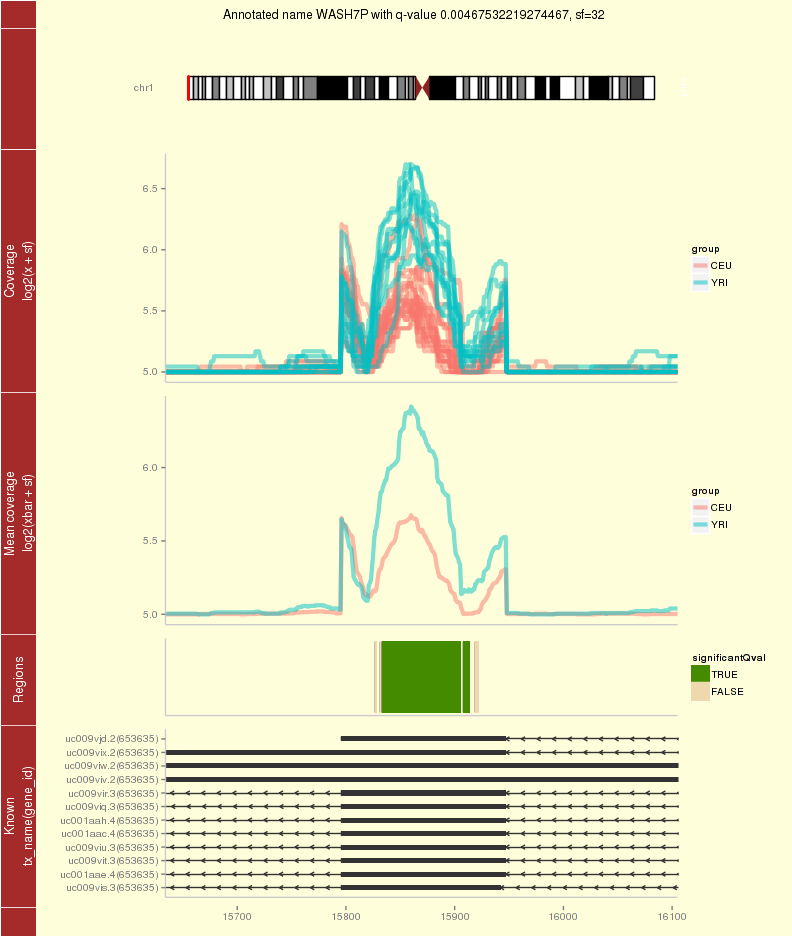 Annotated name WASH7P with q-value 0.00467532219274467, sf=32
chr1
Coverage
log2(x + sf)
6.5
6.0
5.5
5.0
group
CEU
YRI
Mean coverage
log2(xbar + sf)
6.0
5.5
5.0
group
CEU
YRI
Regions
significantQval
TRUE
FALSE
Known
tx_name(gene_id)
uc009vjd.2(653635)
uc009vix.2(653635)
uc009viw.2(653635)
uc009viv.2(653635)
uc009vir.3(653635)
uc009viq.3(653635)
uc001aah.4(653635)
uc001aac.4(653635)
uc009viu.3(653635)
uc009vit.3(653635)
uc001aae.4(653635)
uc009vis.3(653635)
15700
15800
15900
16000
16100